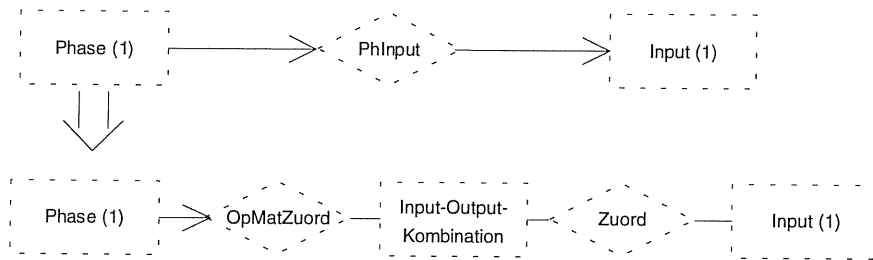 Phase (1)
PhInput
Input (1)
Phase (1)
OpMatZuord
Input-Output-
Kombination
Zuord
Input (1)